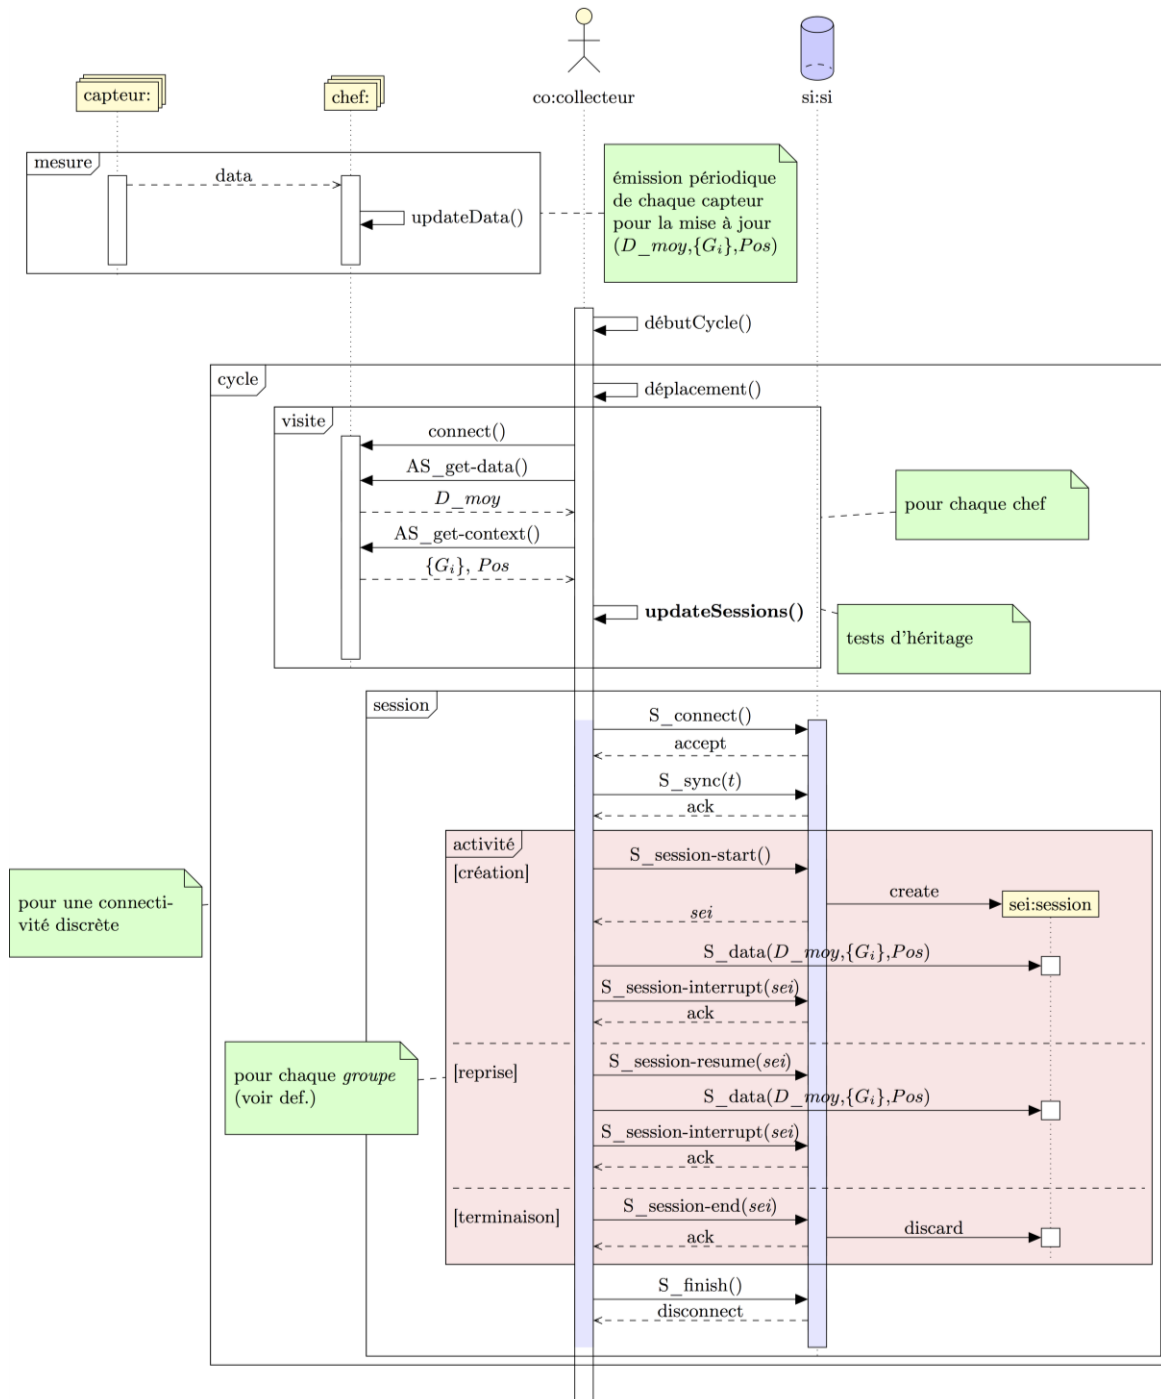 co:collecteur
si:si
capteur:
chef:
mesure
data
updateData()
émission périodique
de chaque capteur
pour la mise à jour
(D_moy,{G_i},Pos)
débutCycle()
cycle
déplacement()
visite
connect()
AS_get-data()
D_moy
AS_get-context()
{G_i}, Pos
updateSessions()
pour chaque chef
tests d'héritage
session
S_connect()
accept
S_sync(t)
ack
activité
[création]
S_session-start()
create
sei:session
sei
S_data(D_moy,{G_i},Pos)
S_session-interrupt(sei)
ack
pour une connecti-
vité discrète
pour chaque groupe
(voir def.)
[reprise]
S_session-resume(sei)
S_data(D_moy,{G_i},Pos)
S_session-interrupt(sei)
ack
[terminaison]
S_session-end(sei)
ack
discard
S_finish()
disconnect